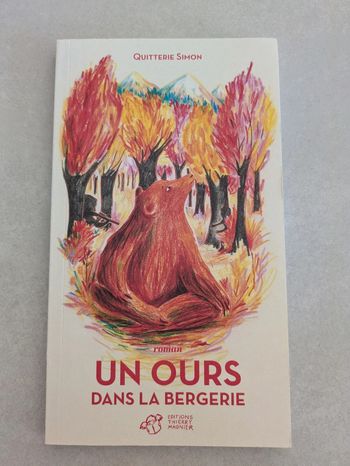 Quitterie Simon
roman
UN OURS
DANS LA BERGERIE
EDITIONS
THIERRY
MAGNIER